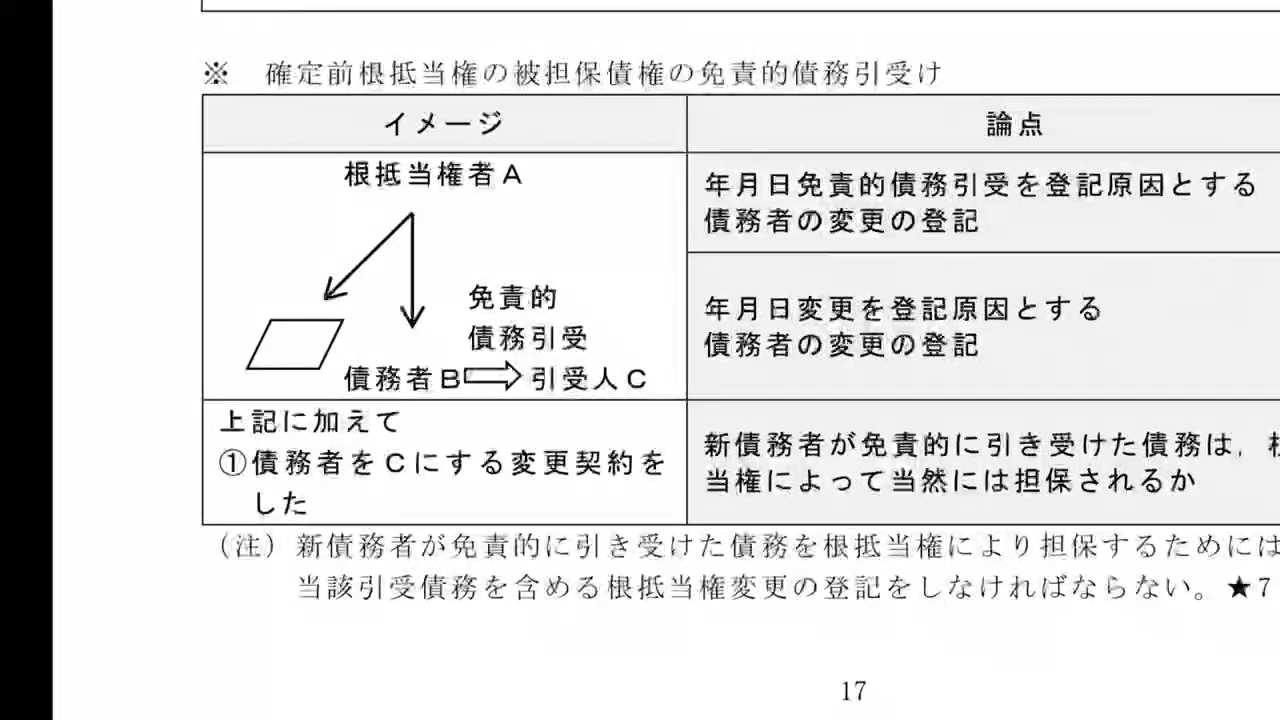 ※ 確定前根抵当権の被担保債権の免責的債務引受け
イメージ
論点
根抵当権者A
免責的
債務引受
債務者B
引受人C
年月日免責的債務引受を登記原因とする
債務者の変更の登記
年月日変更を登記原因とする
債務者の変更の登記
上記に加えて
①債務者をCにする変更契約を
した
新債務者が免責的に引き受けた債務は,
当権によって当然には担保されるか
(注) 新債務者が免責的に引き受けた債務を根抵当権により担保するためには
当該引受債務を含める根抵当権変更の登記をしなければならない。★7
17